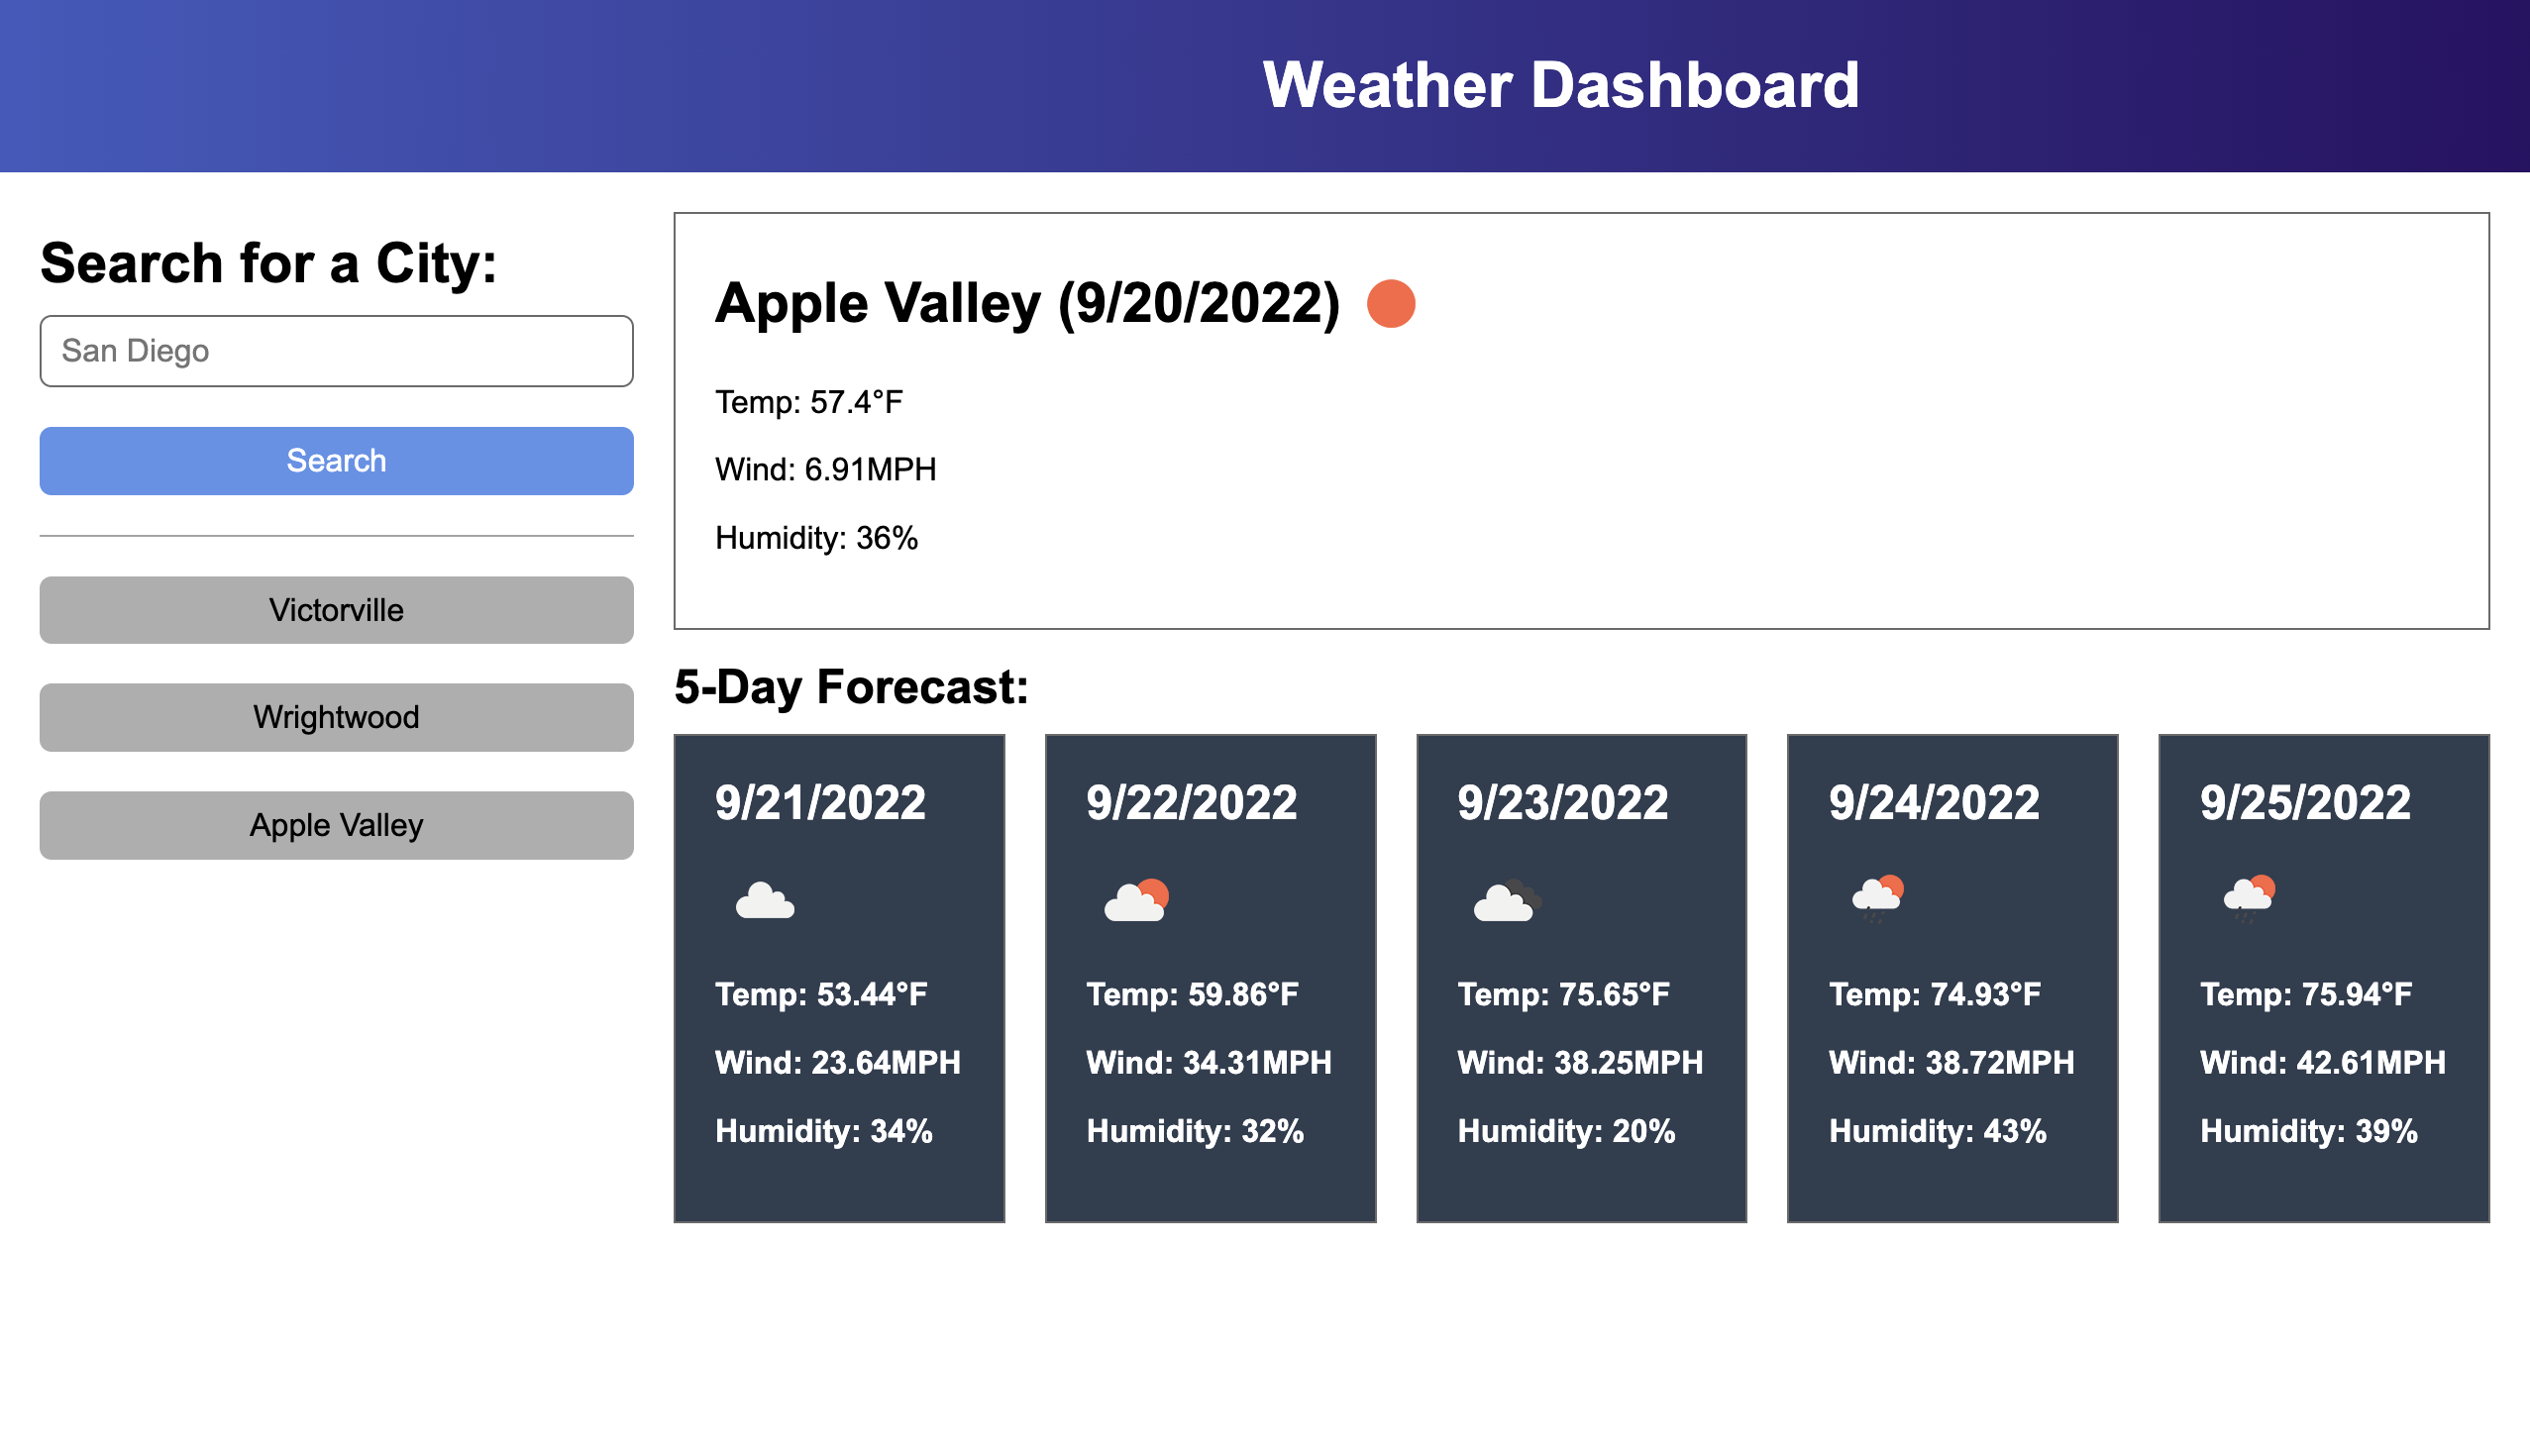 Weather Dashboard
Search for a City:
San Diego
Search
Victorville
Wrightwood
Apple Valley
Apple Valley (9/20/2022)
Temp: 57.4°F
Wind: 6.91MPH
Humidity: 36%
5-Day Forecast:
9/21/2022
Temp: 53.44°F
Wind: 23.64MPH
Humidity: 34%
9/22/2022
Temp: 59.86°F
Wind: 34.31MPH
Humidity: 32%
9/23/2022
Temp: 75.65°F
Wind: 38.25MPH
Humidity: 20%
9/24/2022
Temp: 74.93°F
Wind: 38.72MPH
Humidity: 43%
9/25/2022
Temp: 75.94°F
Wind: 42.61MPH
Humidity: 39%